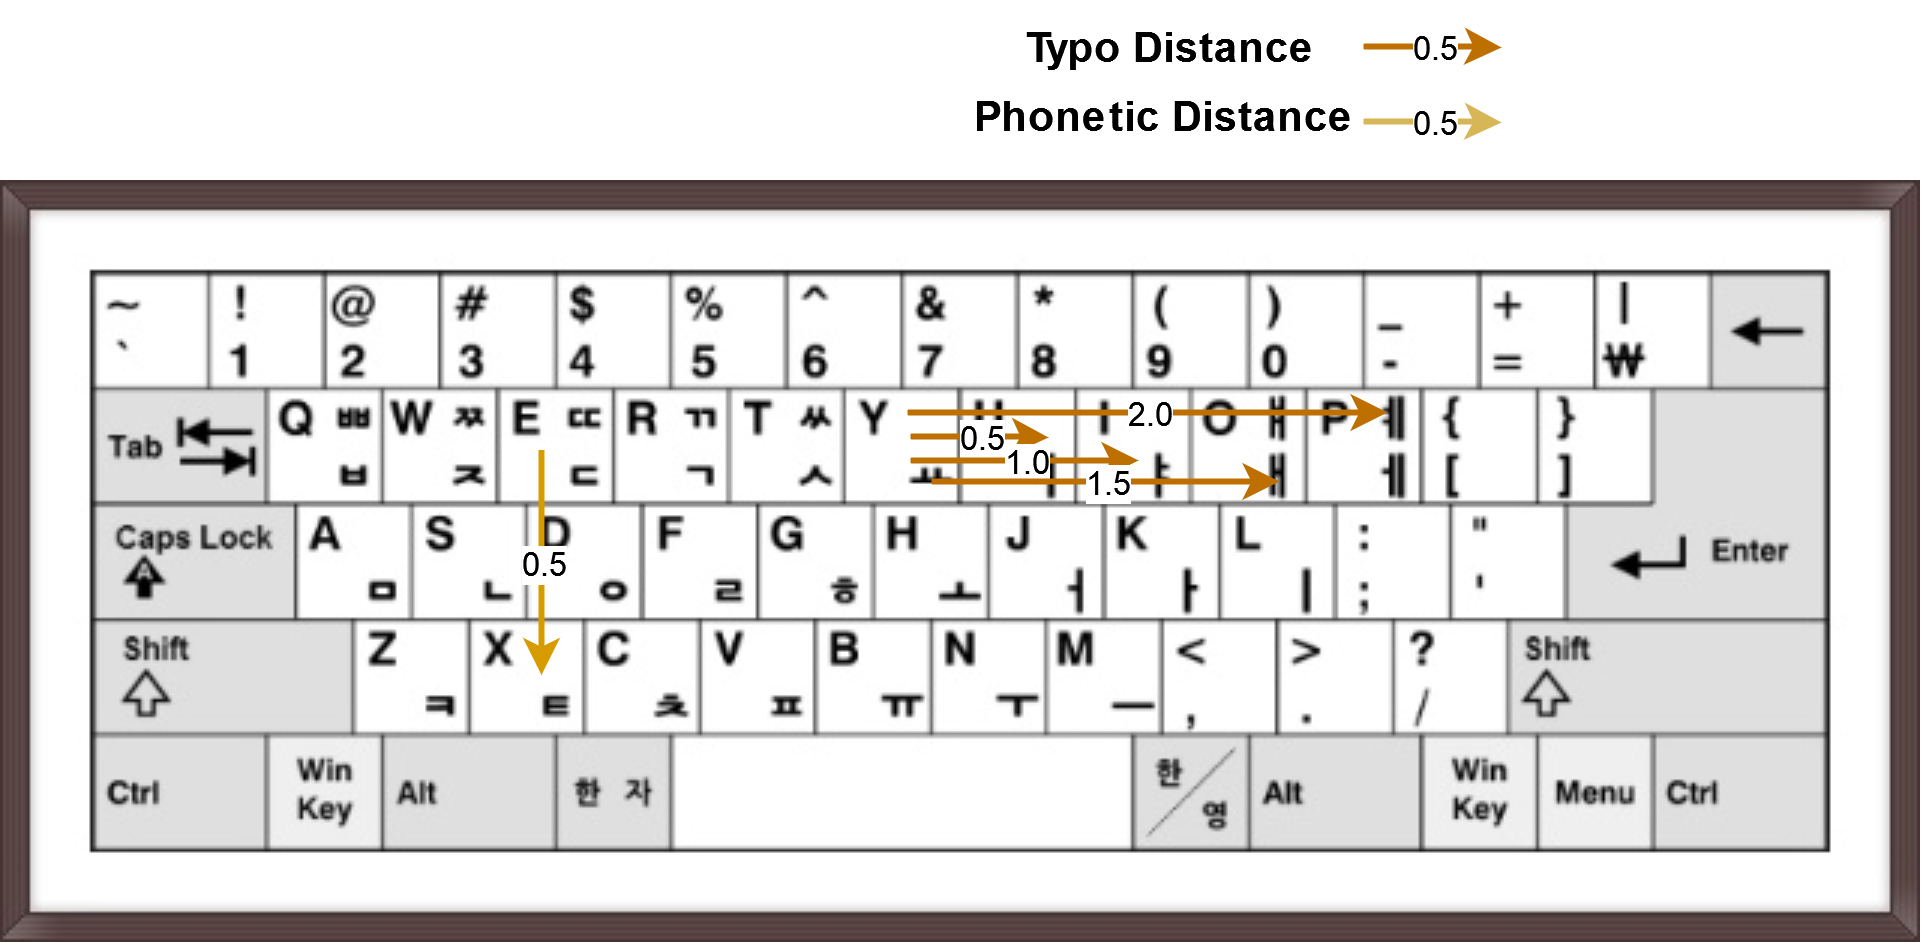 Typo Distance 0.5
Phonetic Distance 0.5
~ ! @ # $ % ^ & * ( ) _ + |
` 1 2 3 4 5 6 7 8 9 0 - = ₩
Tab Q ㅃ W ㅉ E ㄸ R ㄲ T ㅆ Y I 2.0 O ㅒ P ㅖ { }
ㅂ ㅈ ㄷ ㄱ ㅅ ㅛ 0.5 1.0 ㅕ 1.5 ㅑ ㅐ ㅔ [ ]
Caps Lock A S D F G H J K L : " Enter
A ㅁ ㄴ 0.5 ㅇ ㄹ ㅎ ㅗ ㅓ ㅏ ㅣ ; '
Shift Z X C V B N M < > ? Shift
ㅋ ㅌ ㅊ ㅍ ㅠ ㅜ ㅡ , . /
Ctrl Win Key Alt 한 자 한 / 영 Alt Win Key Menu Ctrl